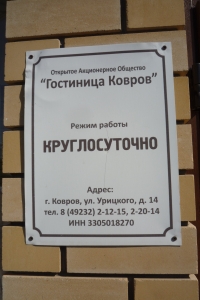 Открытое Акционерное Общество
"Гостиница Ковров"
Режим работы
КРУГЛОСУТОЧНО
Адрес:
г. Ковров, ул. Урицкого, д. 14
тел. 8 (49232) 2-12-15, 2-20-14
ИНН 3305018270